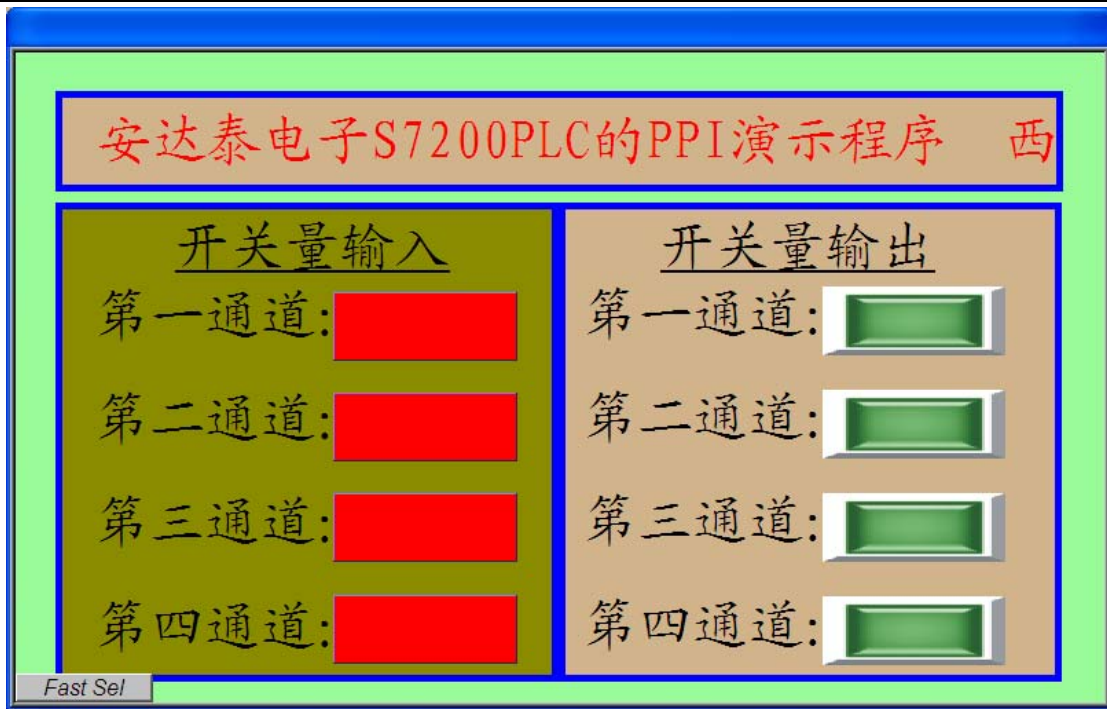 安达泰电子S7200PLC的PPI演示程序 西
开关量输入
第一通道:
第二通道:
第三通道:
第四通道:
开关量输出
第一通道:
第二通道:
第三通道:
第四通道:
Fast Sel